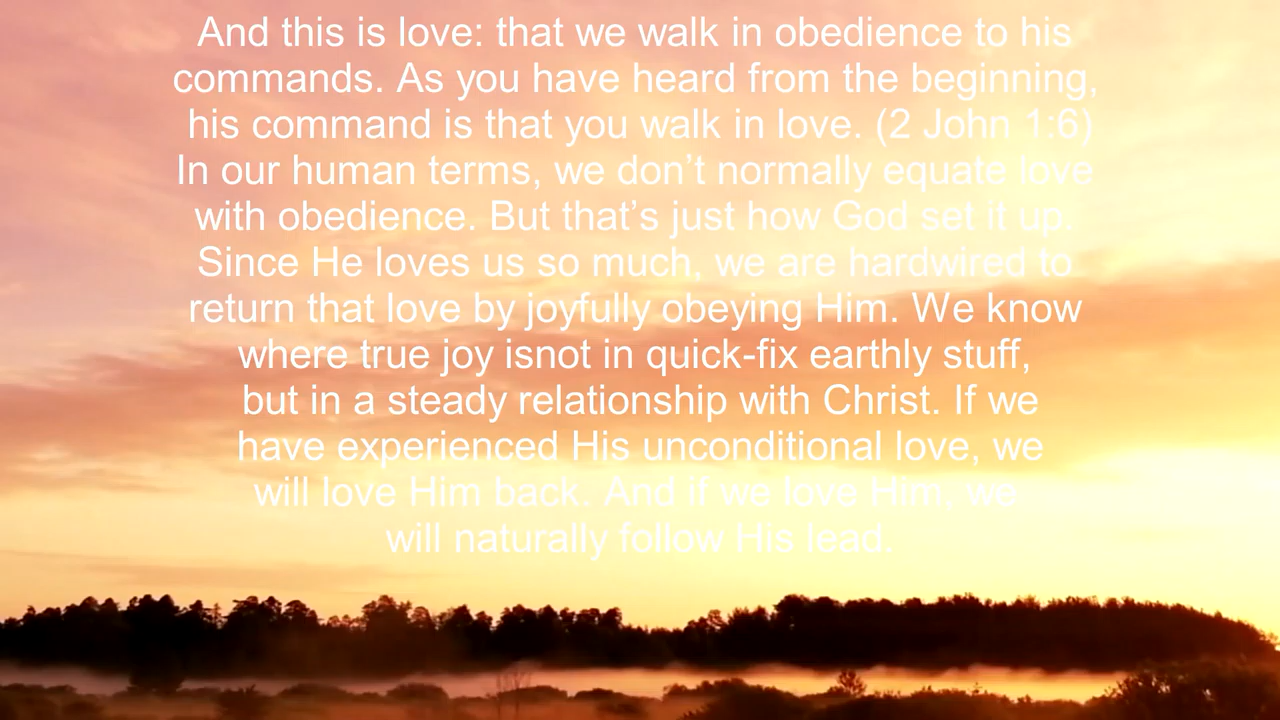 And this is love: that we walk in obedience to his
commands. As you have heard from the beginning,
his command is that you walk in love. (2 John 1:6)
In our human terms, we don’t normally equate love
with obedience. But that’s just how God set it up.
Since He loves us so much, we are hardwired to
return that love by joyfully obeying Him. We know
where true joy isnot in quick-fix earthly stuff,
but in a steady relationship with Christ. If we
have experienced His unconditional love, we
will love Him back. And if we love Him, we
will naturally follow His lead.